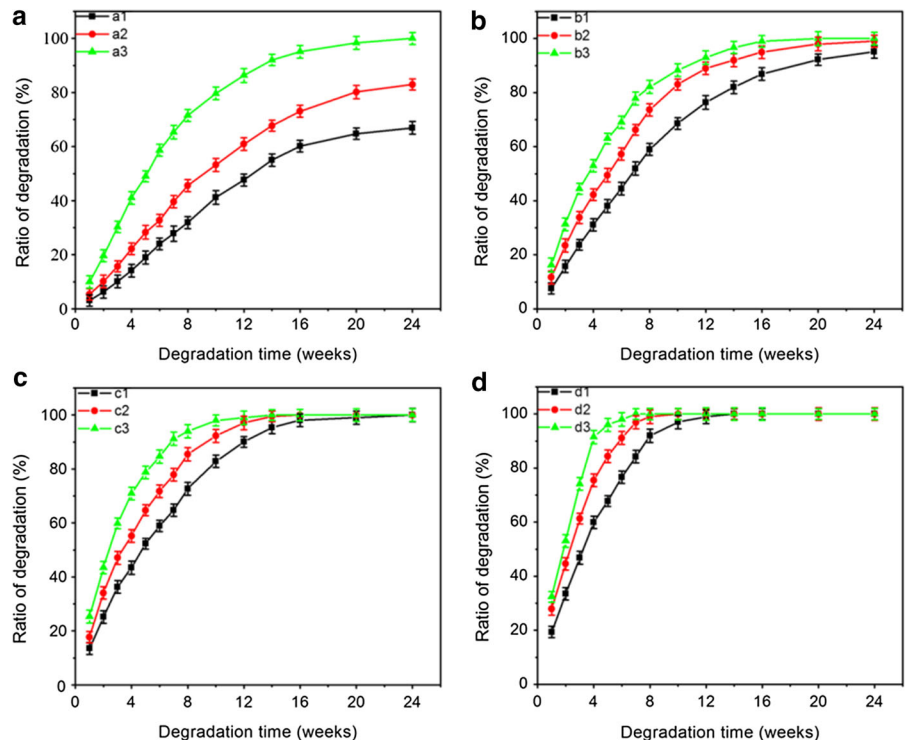 a
a1
a2
a3
100
80
60
40
20
0
Ratio of degradation (%)
0 4 8 12 16 20 24
Degradation time (weeks)
b
b1
b2
b3
100
80
60
40
20
0
Ratio of degradation (%)
0 4 8 12 16 20 24
Degradation time (weeks)
c
c1
c2
c3
100
80
60
40
20
0
Ratio of degradation (%)
0 4 8 12 16 20 24
Degradation time (weeks)
d
d1
d2
d3
100
80
60
40
20
0
Ratio of degradation (%)
0 4 8 12 16 20 24
Degradation time (weeks)